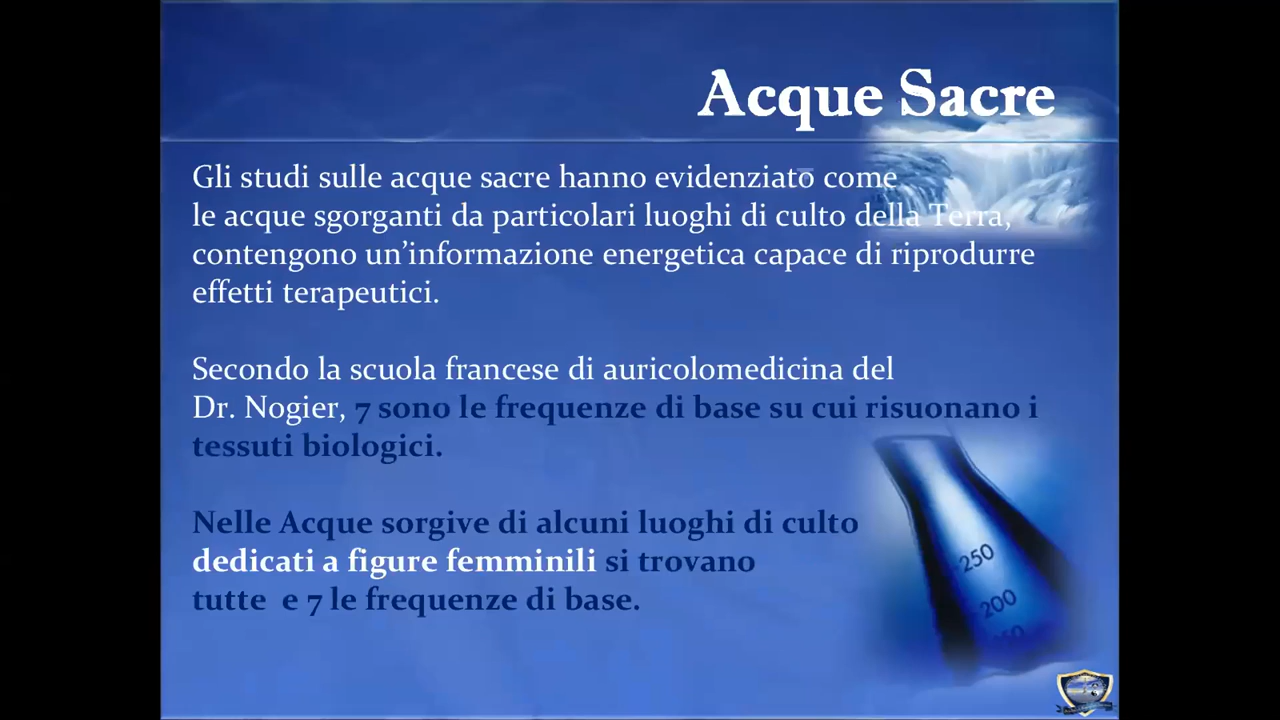 Acque Sacre
Gli studi sulle acque sacre hanno evidenziato come
le acque sgorganti da particolari luoghi di culto della Terra,
contengono un'informazione energetica capace di riprodurre
effetti terapeutici.
Secondo la scuola francese di auricolomedicina del
Dr. Nogier, 7 sono le frequenze di base su cui risuonano i
tessuti biologici.
Nelle Acque sorgive di alcuni luoghi di culto
dedicati a figure femminili si trovano
tutte  e 7 le frequenze di base.
250
200